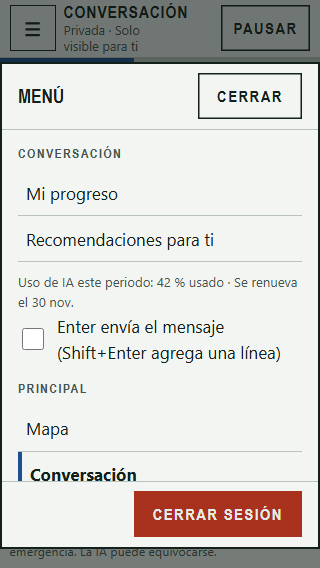 CONVERSACIÓN
Privada · Solo
visible para ti
PAUSAR
MENÚ
CERRAR
CONVERSACIÓN
Mi progreso
Recomendaciones para ti
Uso de IA este periodo: 42 % usado · Se renueva
el 30 nov.
Enter envía el mensaje
(Shift+Enter agrega una línea)
PRINCIPAL
Mapa
Conversación
CERRAR SESIÓN
emergencia. La IA puede equivocarse.